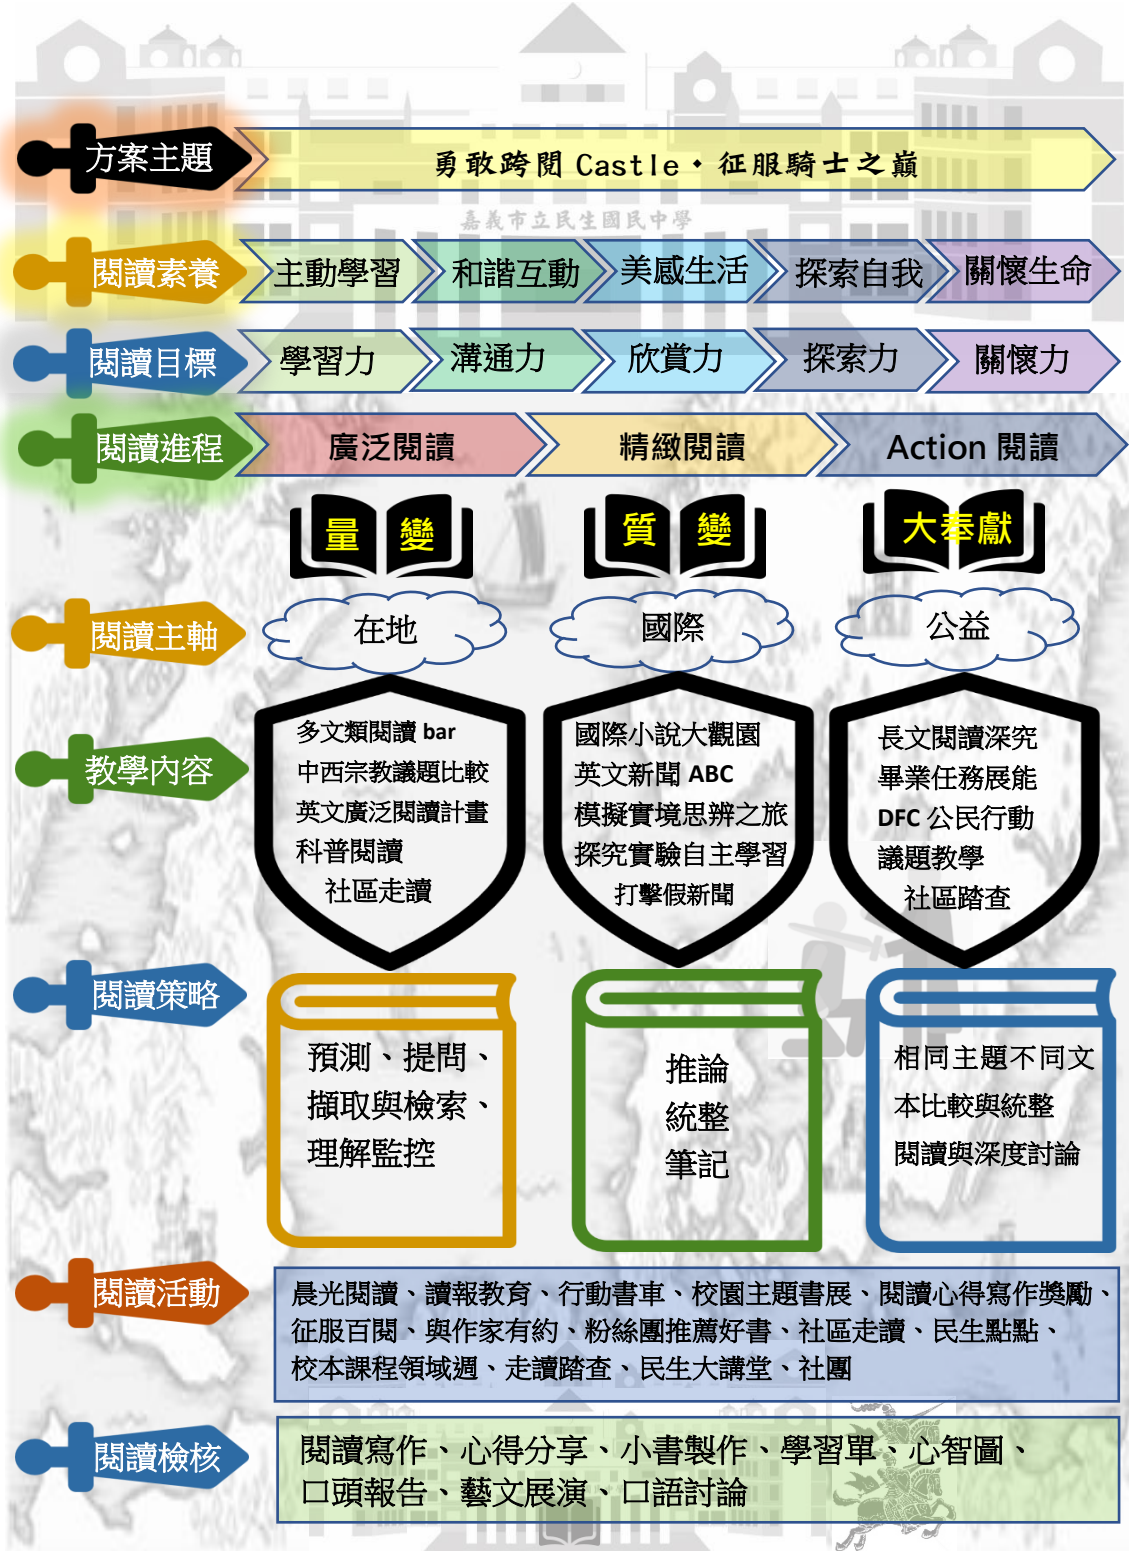 方案主題
勇敢跨閱 Castle・征服騎士之巔
嘉義市立民生國民中學
閱讀素養
主動學習
和諧互動
美感生活
探索自我
關懷生命
閱讀目標
學習力
溝通力
欣賞力
探索力
關懷力
閱讀進程
廣泛閱讀
精緻閱讀
Action 閱讀
量 變
質 變
大奉獻
閱讀主軸
在地
國際
公益
教學內容
多文類閱讀 bar
中西宗教議題比較
英文廣泛閱讀計畫
科普閱讀
社區走讀
國際小說大觀園
英文新聞 ABC
模擬實境思辨之旅
探究實驗自主學習
打擊假新聞
長文閱讀深究
畢業任務展能
DFC 公民行動
議題教學
社區踏查
閱讀策略
預測、提問、
擷取與檢索、
理解監控
推論
統整
筆記
相同主題不同文
本比較與統整
閱讀與深度討論
閱讀活動
晨光閱讀、讀報教育、行動書車、校園主題書展、閱讀心得寫作獎勵、
征服百閱、與作家有約、粉絲團推薦好書、社區走讀、民生點點、
校本課程領域週、走讀踏查、民生大講堂、社團
閱讀檢核
閱讀寫作、心得分享、小書製作、學習單、心智圖、
口頭報告、藝文展演、口語討論